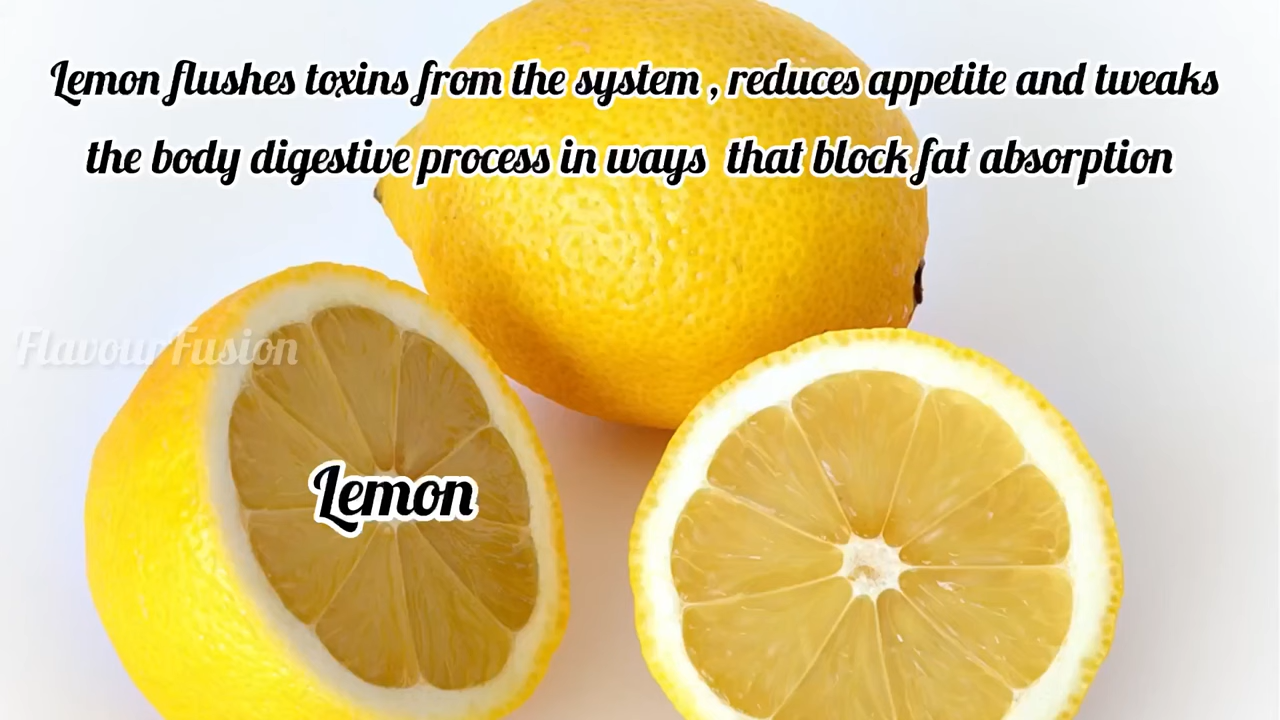 Lemon flushes toxins from the system , reduces appetite and tweaks
the body digestive process in ways that block fat absorption
FlavourFusion
Lemon